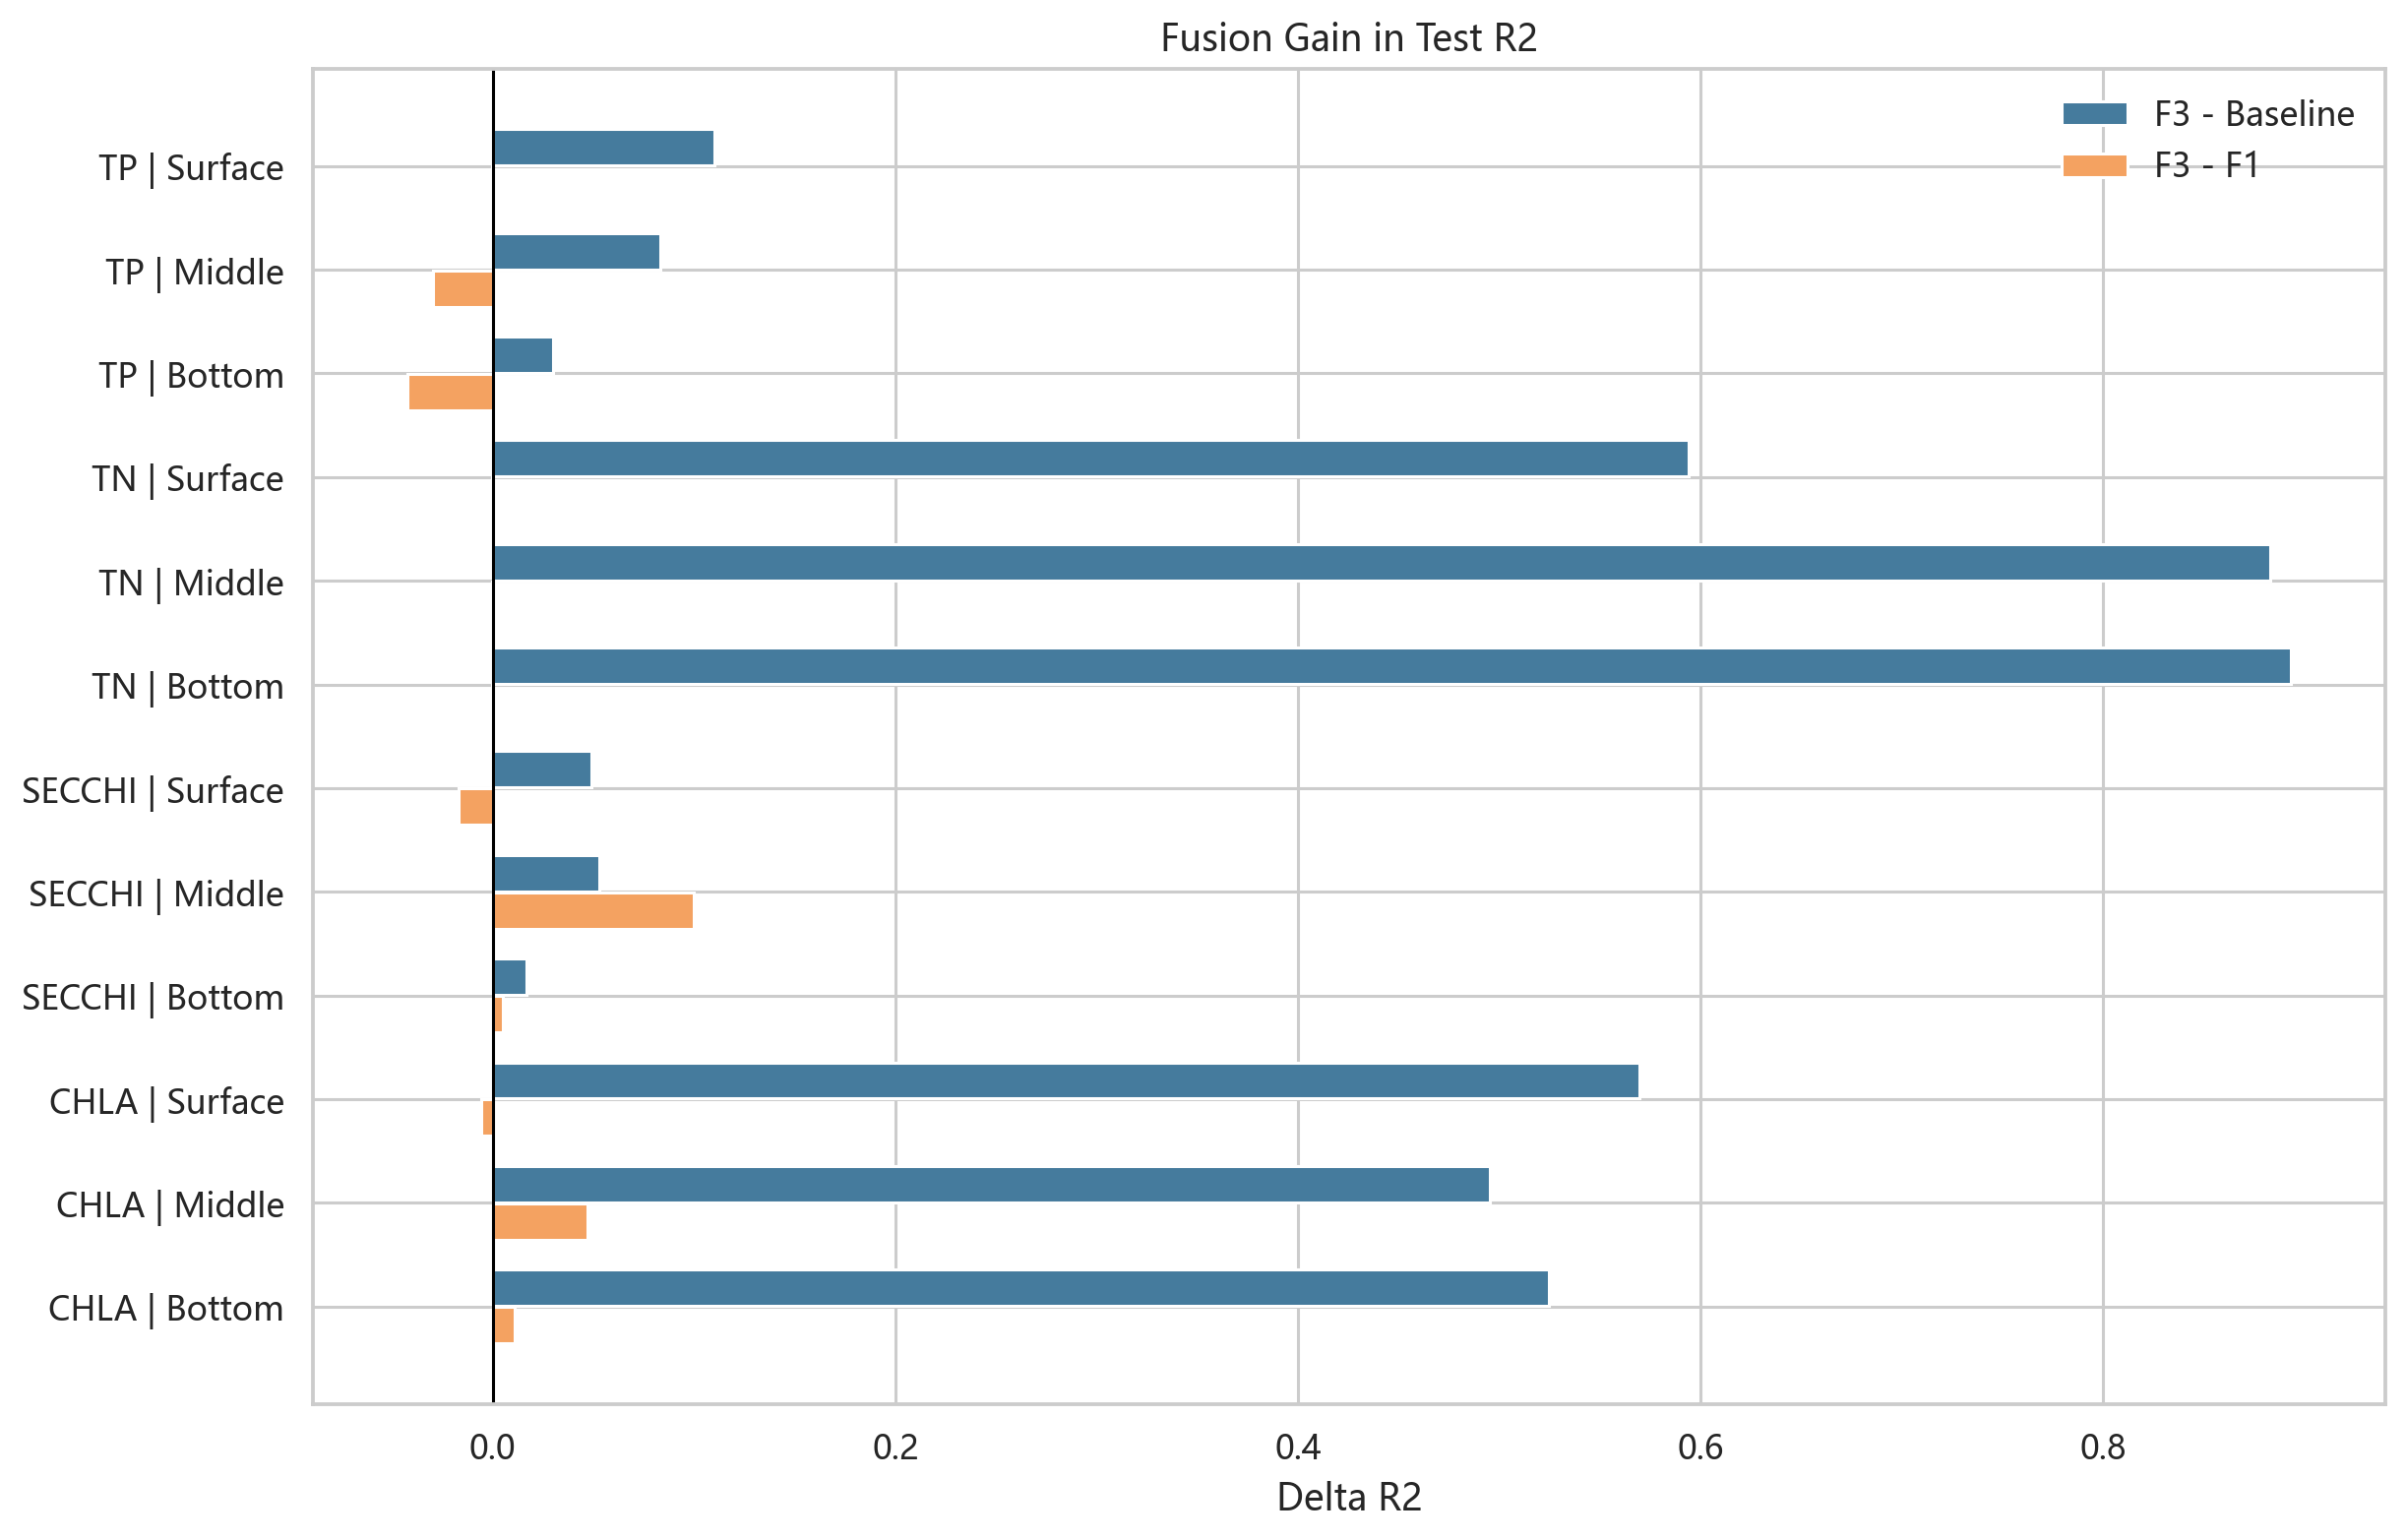 Fusion Gain in Test R2
F3 - Baseline
F3 - F1
TP | Surface
TP | Middle
TP | Bottom
TN | Surface
TN | Middle
TN | Bottom
SECCHI | Surface
SECCHI | Middle
SECCHI | Bottom
CHLA | Surface
CHLA | Middle
CHLA | Bottom
0.0 0.2 0.4 0.6 0.8
Delta R2